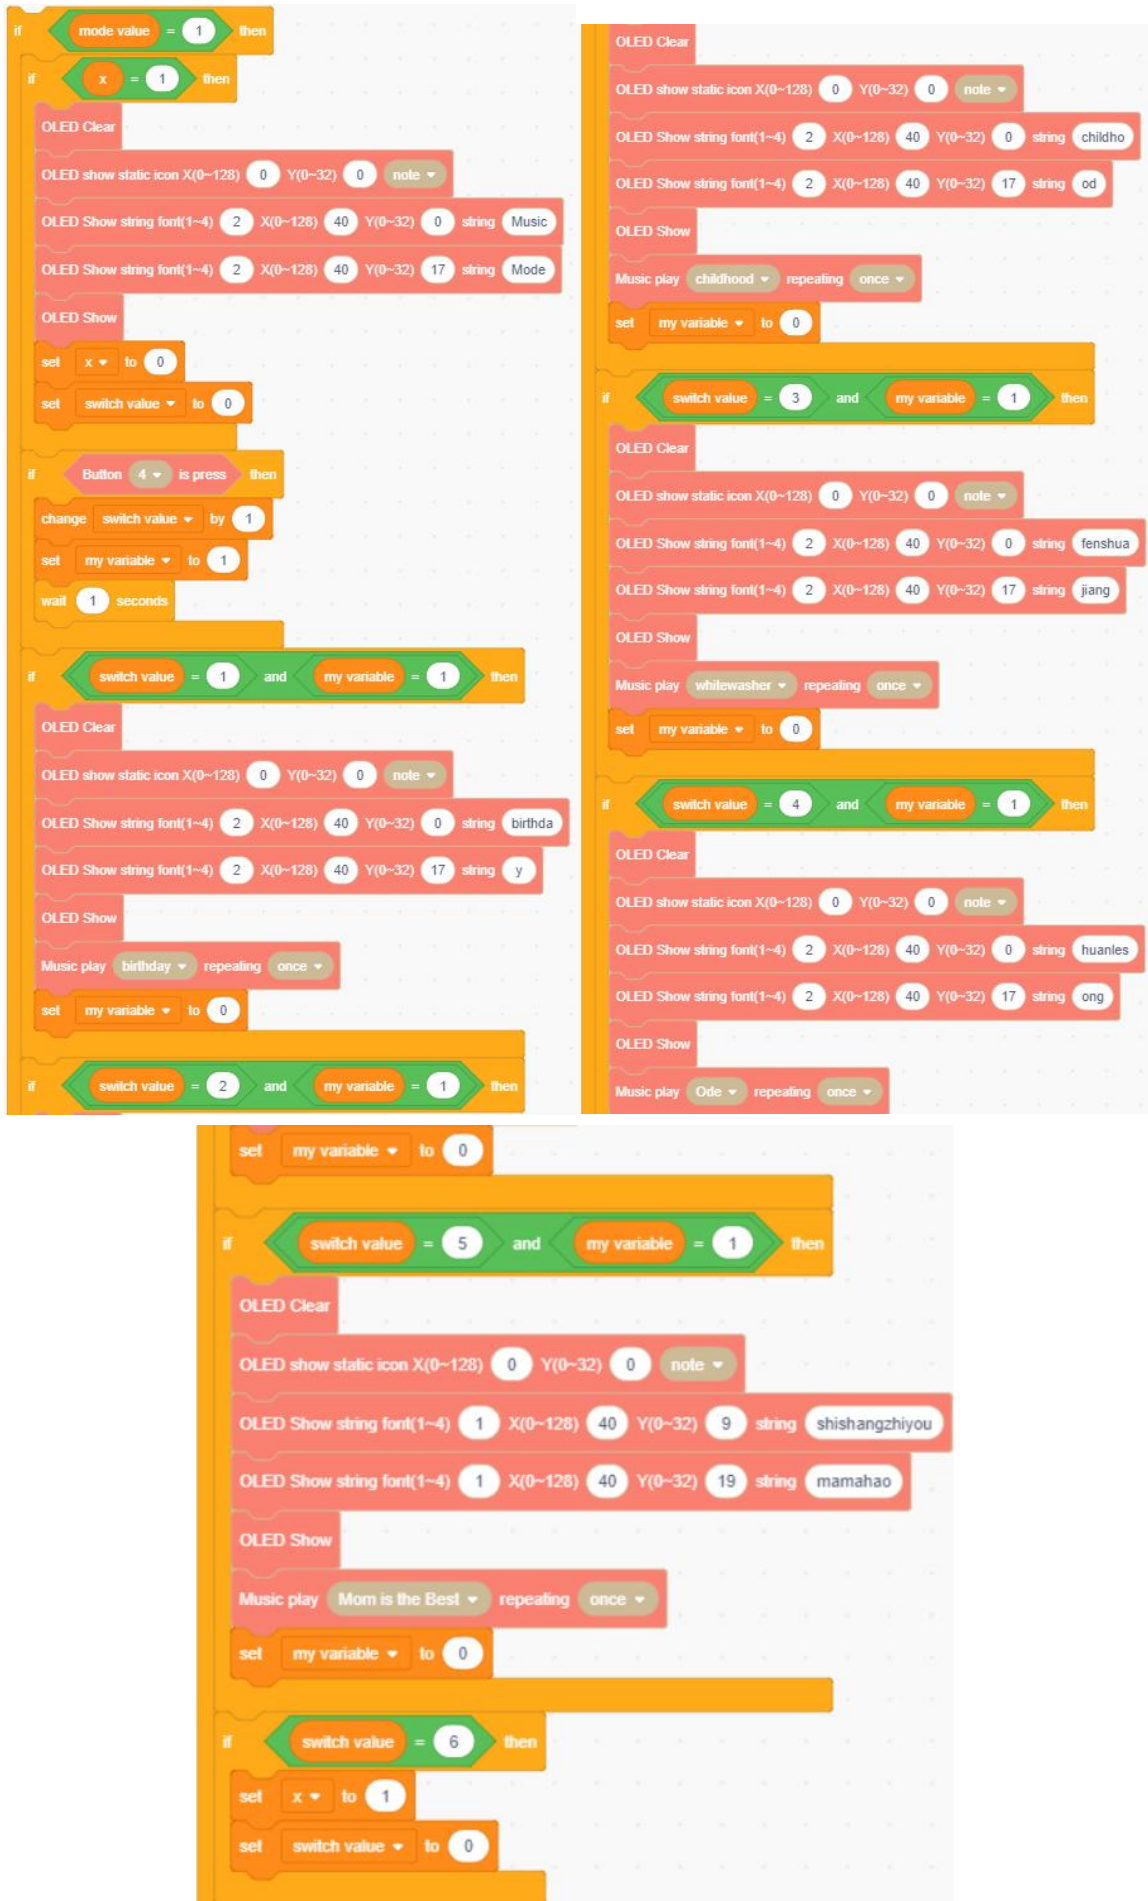 if mode value = 1 then
if x = 1 then
OLED Clear
OLED show static icon X(0~128) 0 Y(0~32) 0 note
OLED Show string font(1~4) 2 X(0~128) 40 Y(0~32) 0 string Music
OLED Show string font(1~4) 2 X(0~128) 40 Y(0~32) 17 string Mode
OLED Show
set x to 0
set switch value to 0
if Button 4 is press then
change switch value by 1
set my variable to 1
wait 1 seconds
if switch value = 1 and my variable = 1 then
OLED Clear
OLED show static icon X(0~128) 0 Y(0~32) 0 note
OLED Show string font(1~4) 2 X(0~128) 40 Y(0~32) 0 string birthda
OLED Show string font(1~4) 2 X(0~128) 40 Y(0~32) 17 string y
OLED Show
Music play birthday repeating once
set my variable to 0
if switch value = 2 and my variable = 1 then
OLED Clear
OLED show static icon X(0~128) 0 Y(0~32) 0 note
OLED Show string font(1~4) 2 X(0~128) 40 Y(0~32) 0 string childho
OLED Show string font(1~4) 2 X(0~128) 40 Y(0~32) 17 string od
OLED Show
Music play childhood repeating once
set my variable to 0
if switch value = 3 and my variable = 1 then
OLED Clear
OLED show static icon X(0~128) 0 Y(0~32) 0 note
OLED Show string font(1~4) 2 X(0~128) 40 Y(0~32) 0 string fenshua
OLED Show string font(1~4) 2 X(0~128) 40 Y(0~32) 17 string jiang
OLED Show
Music play whilewasher repeating once
set my variable to 0
if switch value = 4 and my variable = 1 then
OLED Clear
OLED show static icon X(0~128) 0 Y(0~32) 0 note
OLED Show string font(1~4) 2 X(0~128) 40 Y(0~32) 0 string huanles
OLED Show string font(1~4) 2 X(0~128) 40 Y(0~32) 17 string ong
OLED Show
Music play Ode repeating once
set my variable to 0
if switch value = 5 and my variable = 1 then
OLED Clear
OLED show static icon X(0~128) 0 Y(0~32) 0 note
OLED Show string font(1~4) 1 X(0~128) 40 Y(0~32) 9 string shishangzhiyou
OLED Show string font(1~4) 1 X(0~128) 40 Y(0~32) 19 string mamahao
OLED Show
Music play Mom is the Best repeating once
set my variable to 0
if switch value = 6 then
set x to 1
set switch value to 0